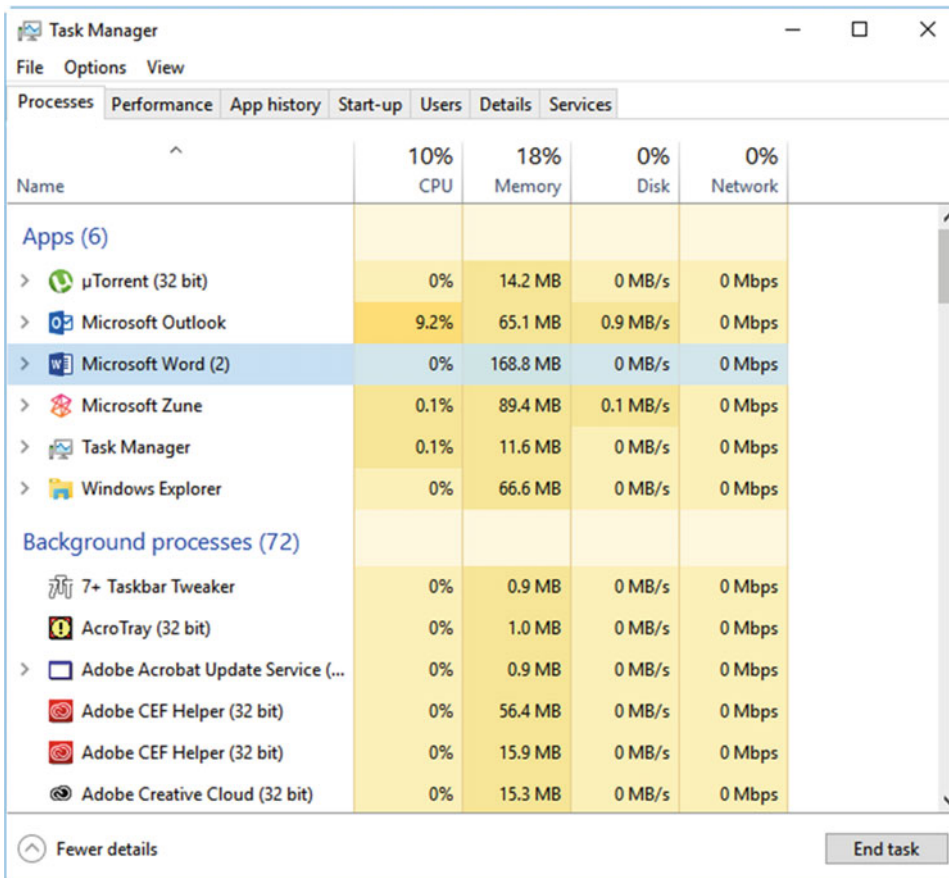 Task Manager
File Options View
Processes Performance App history Start-up Users Details Services
10% 18% 0% 0%
Name CPU Memory Disk Network
Apps (6)
µTorrent (32 bit) 0% 14.2 MB 0 MB/s 0 Mbps
Microsoft Outlook 9.2% 65.1 MB 0.9 MB/s 0 Mbps
Microsoft Word (2) 0% 168.8 MB 0 MB/s 0 Mbps
Microsoft Zune 0.1% 89.4 MB 0.1 MB/s 0 Mbps
Task Manager 0.1% 11.6 MB 0 MB/s 0 Mbps
Windows Explorer 0% 66.6 MB 0 MB/s 0 Mbps
Background processes (72)
7+ Taskbar Tweaker 0% 0.9 MB 0 MB/s 0 Mbps
AcroTray (32 bit) 0% 1.0 MB 0 MB/s 0 Mbps
Adobe Acrobat Update Service (... 0% 0.9 MB 0 MB/s 0 Mbps
Adobe CEF Helper (32 bit) 0% 56.4 MB 0 MB/s 0 Mbps
Adobe CEF Helper (32 bit) 0% 15.9 MB 0 MB/s 0 Mbps
Adobe Creative Cloud (32 bit) 0% 15.3 MB 0 MB/s 0 Mbps
Fewer details End task